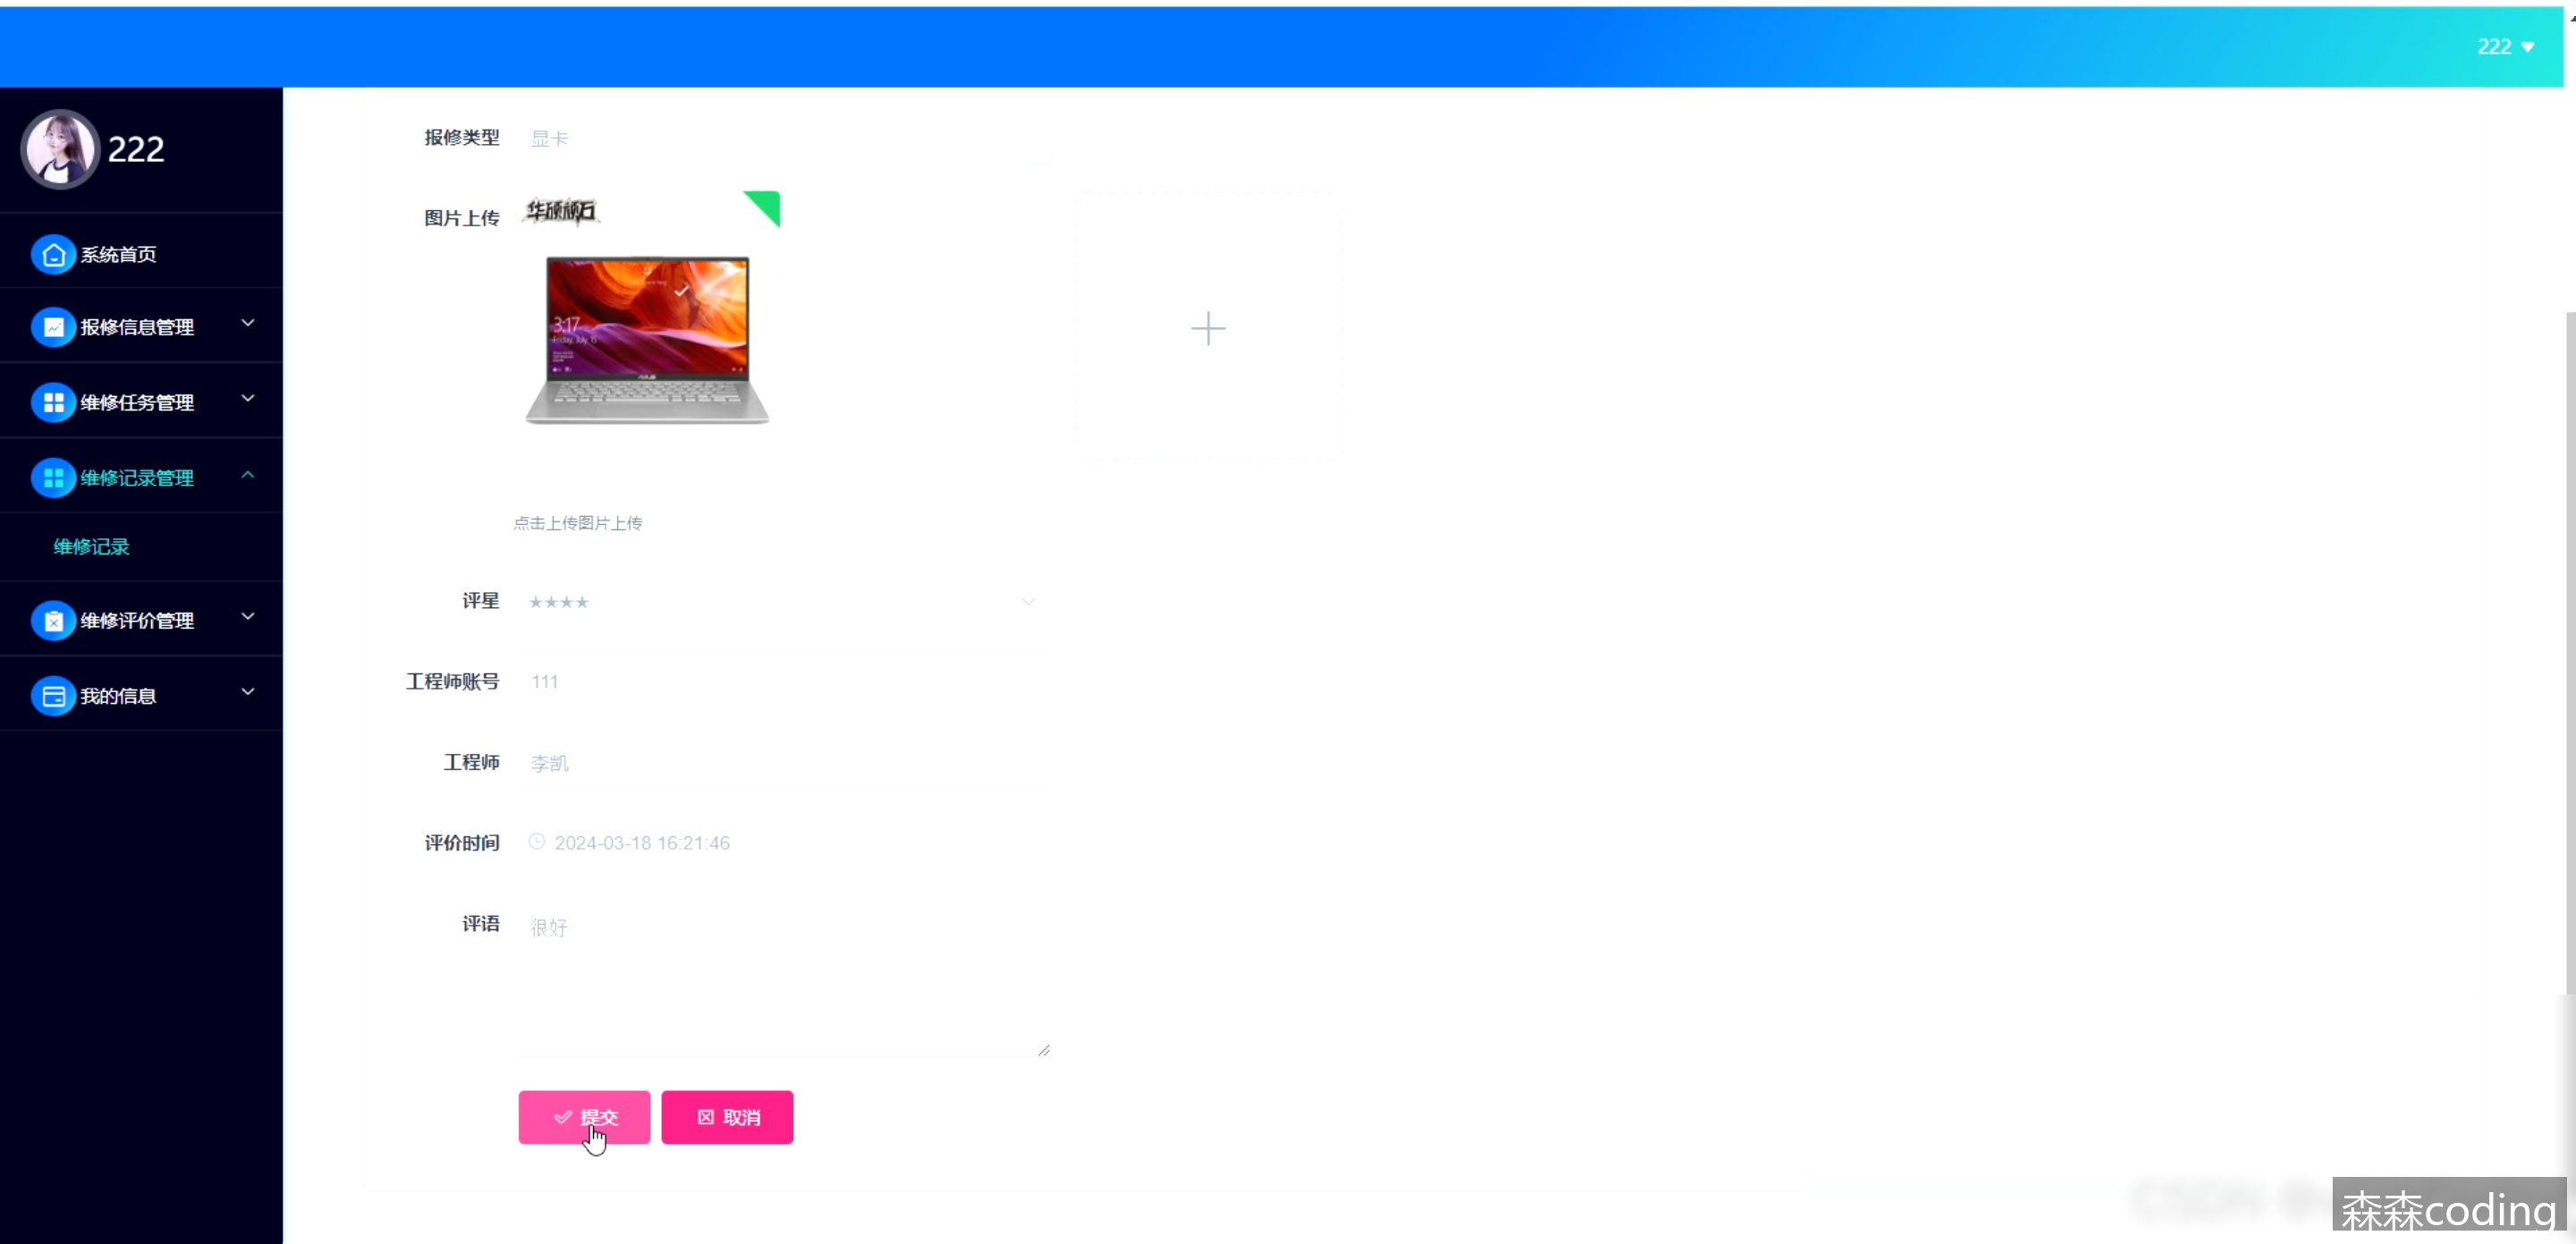 222
222
系统首页
报修信息管理
维修任务管理
维修记录管理
维修记录
维修评价管理
我的信息
报修类型 显卡
图片上传
华硕顽石
3:17
Friday, July 15
点击上传图片上传
评星 ★★★★
工程师账号 111
工程师 李凯
评价时间 2024-03-18 16:21:46
评语 很好
提交 取消
森森coding